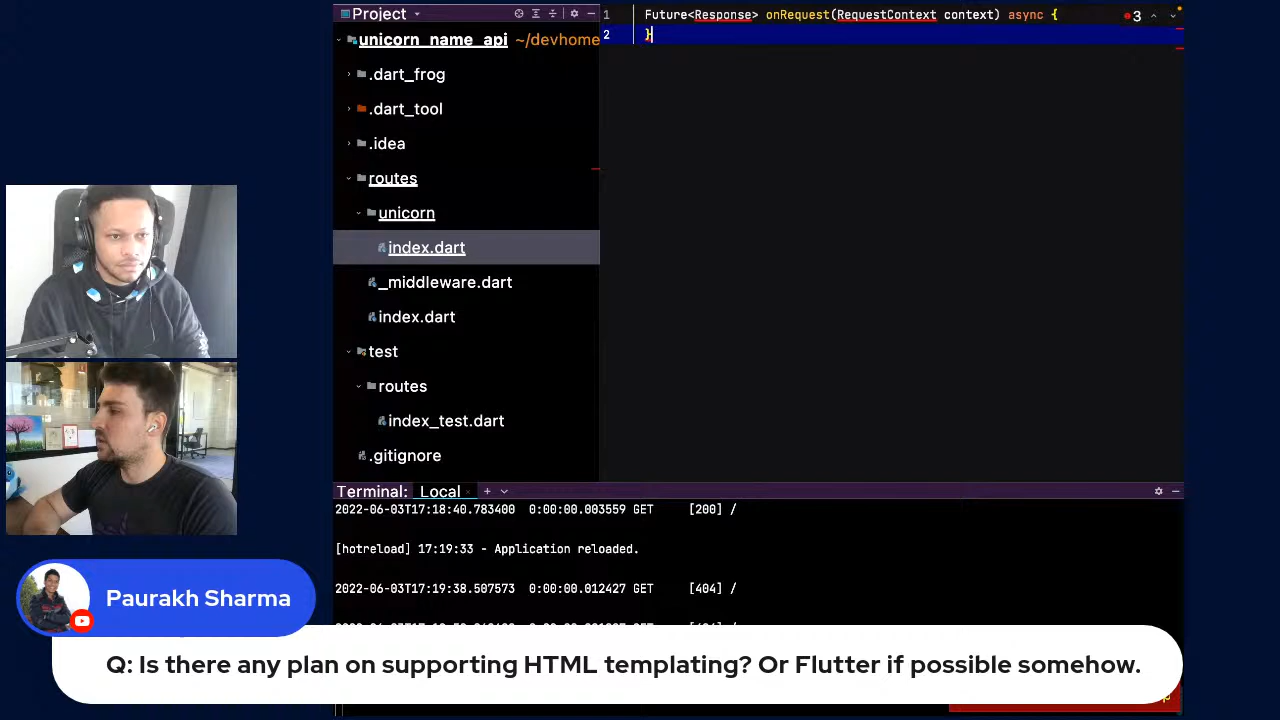 Project
unicorn_name_api ~/devhome
.dart_frog
.dart_tool
.idea
routes
unicorn
index.dart
_middleware.dart
index.dart
test
routes
index_test.dart
.gitignore
1 Future<Response> onRequest(RequestContext context) async {
2 }
3
Terminal: Local
2022-06-03T17:18:40.783400 0:00:00.003559 GET [200] /
[hotreload] 17:19:33 - Application reloaded.
2022-06-03T17:19:38.507573 0:00:00.012427 GET [404] /
Paurakh Sharma
Q: Is there any plan on supporting HTML templating? Or Flutter if possible somehow.